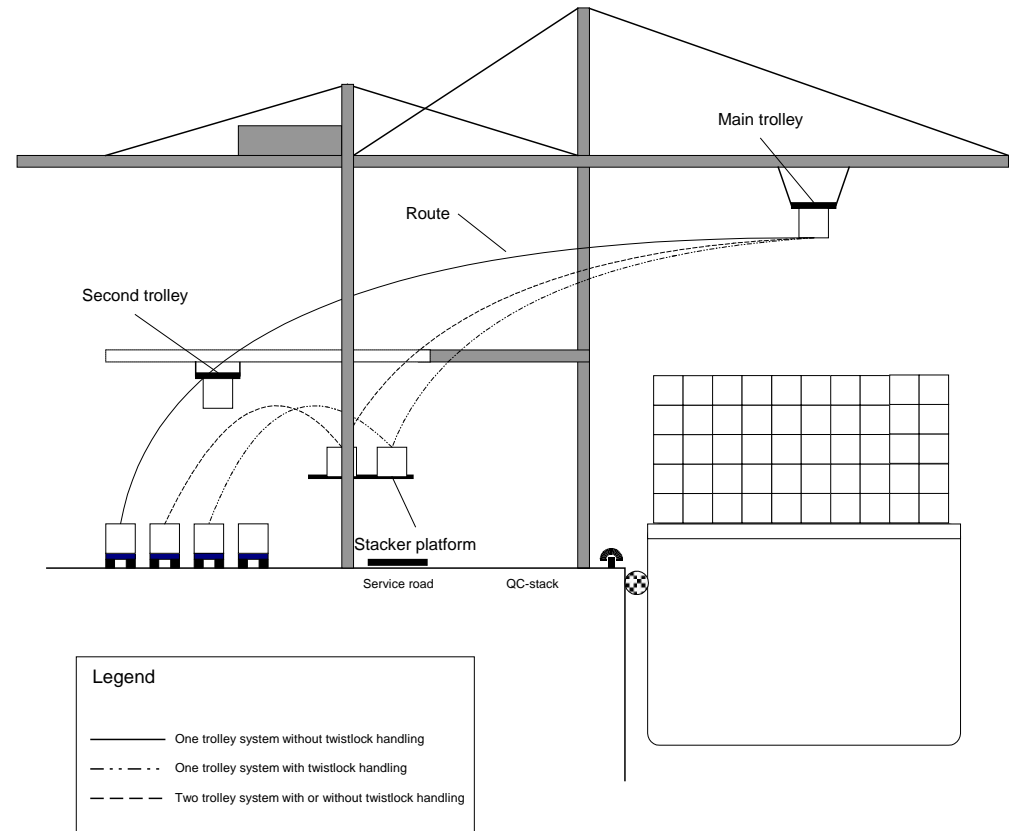 Main trolley
Route
Second trolley
Stacker platform
Service road
QC-stack
Legend
One trolley system without twistlock handling
One trolley system with twistlock handling
Two trolley system with or without twistlock handling